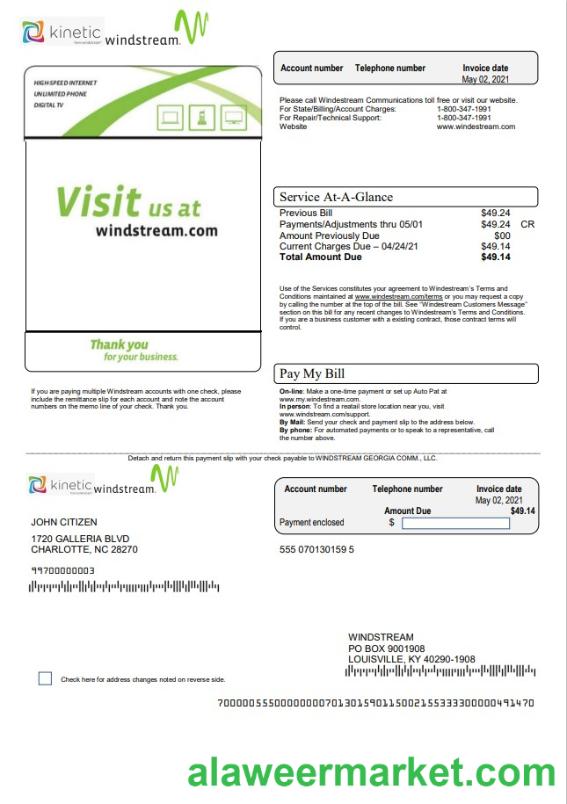 kinetic windstream.
HIGH-SPEED INTERNET
UNLIMITED PHONE
DIGITAL TV
Visit us at
windstream.com
Thank you
for your business.
If you are paying multiple Windstream accounts with one check, please
include the remittance slip for each account and note the account
numbers on the memo line of your check. Thank you.
Account number Telephone number Invoice date
May 02, 2021
Please call Windestream Communications toll free or visit our website.
For State/Billing/Account Charges: 1-800-347-1991
For Repair/Technical Support: 1-800-347-1991
Website www.windestream.com
Service At-A-Glance
Previous Bill $49.24
Payments/Adjustments thru 05/01 $49.24 CR
Amount Previously Due $00
Current Charges Due – 04/24/21 $49.14
Total Amount Due $49.14
Use of the Services constitutes your agreement to Windestream's Terms and
Conditions maintained at www.windestream.com/terms or you may request a copy
by calling the number at the top of the bill. See "Windestream Customers Message"
section on this bill for any recent changes to Windestream's Terms and Conditions.
If you are a business customer with a existing contract, those contract terms will
control.
Pay My Bill
On-line: Make a one-time payment or set up Auto Pat at
www.my.windestream.com.
In person: To find a reatail store location near you, visit
www.windestream.com/support.
By Mail: Send your check and payment slip to the address below.
By phone: For automated payments or to speak to a representative, call
the number above.
Detach and return this payment slip with your check payable to WINDSTREAM GEORGIA COMM., LLC.
kinetic windstream.
Account number Telephone number Invoice date
May 02, 2021
Amount Due $49.14
Payment enclosed $
JOHN CITIZEN
1720 GALLERIA BLVD
CHARLOTTE, NC 28270
555 070130159 5
99700000003
WINDSTREAM
PO BOX 9001908
LOUISVILLE, KY 40290-1908
Check here for address changes noted on reverse side.
70000055500000000701301590115002155333300000491470
alaweermarket.com